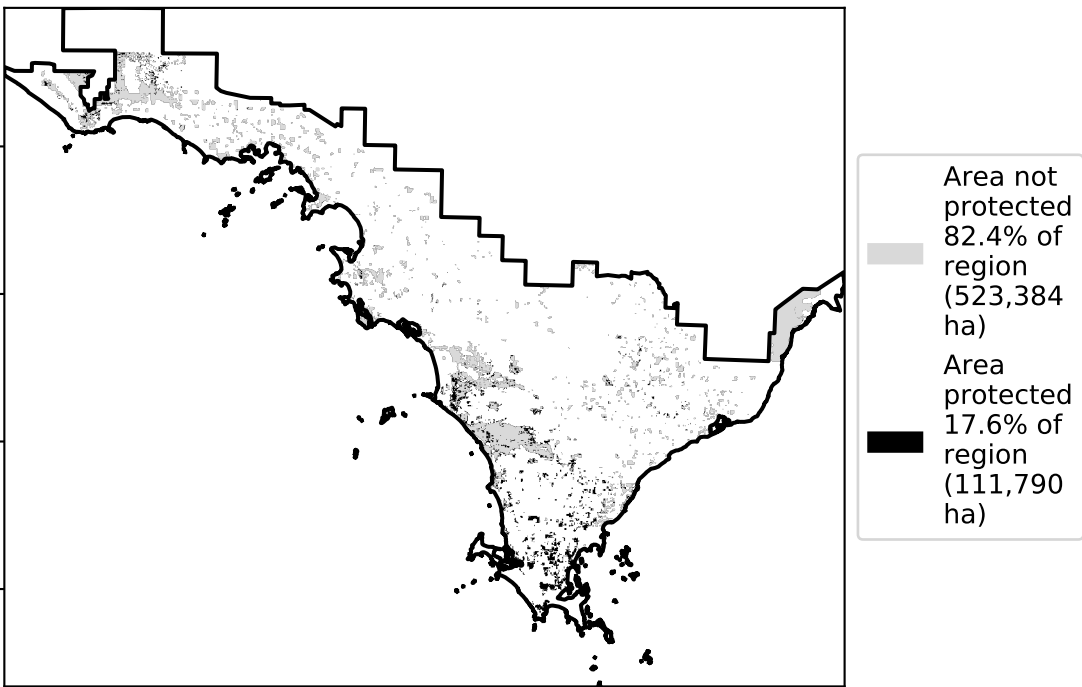 Area not
protected
82.4% of
region
(523,384
ha)
Area
protected
17.6% of
region
(111,790
ha)